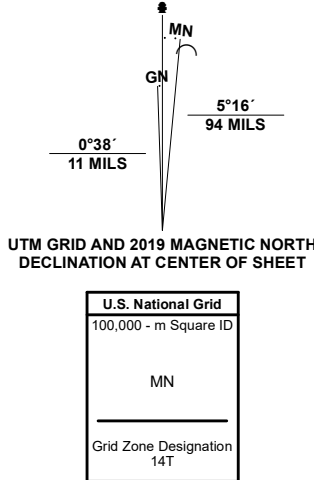 MN
GN
5°16´
94 MILS
0°38´
11 MILS
UTM GRID AND 2019 MAGNETIC NORTH
DECLINATION AT CENTER OF SHEET
U.S. National Grid
100,000 - m Square ID
MN
Grid Zone Designation
14T